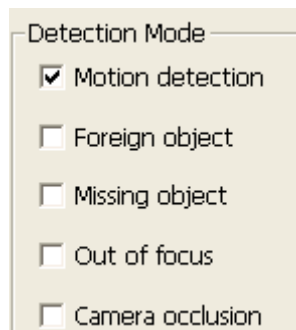 Detection Mode
Motion detection
Foreign object
Missing object
Out of focus
Camera occlusion